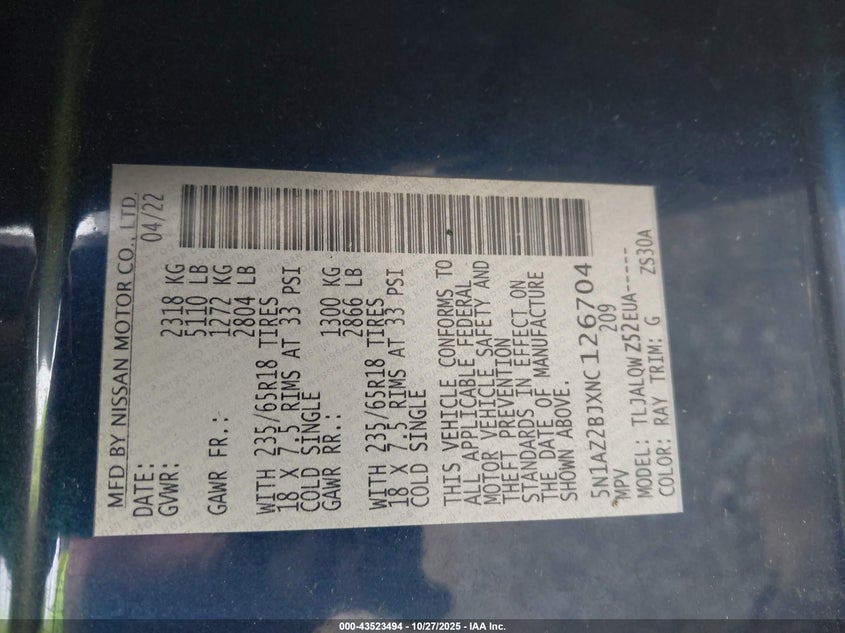 MFD BY NISSAN MOTOR CO., LTD.
DATE: 04/22
GVWR: 2318 KG
5110 LB
GAWR FR.: 1272 KG
2804 LB
WITH 235/65R18 TIRES
18 X 7.5 RIMS AT 33 PSI
COLD SINGLE
GAWR RR.: 1300 KG
2866 LB
WITH 235/65R18 TIRES
18 X 7.5 RIMS AT 33 PSI
COLD SINGLE
THIS VEHICLE CONFORMS TO
ALL APPLICABLE FEDERAL
MOTOR VEHICLE SAFETY AND
THEFT PREVENTION
STANDARDS IN EFFECT ON
THE DATE OF MANUFACTURE
SHOWN ABOVE.
5N1AZ2BJXNC126704
MPV 209
MODEL: TLJALQWZ52EUA-----
COLOR: RAY TRIM: G ZS30A
000-43523494 - 10/27/2025 - IAA Inc.